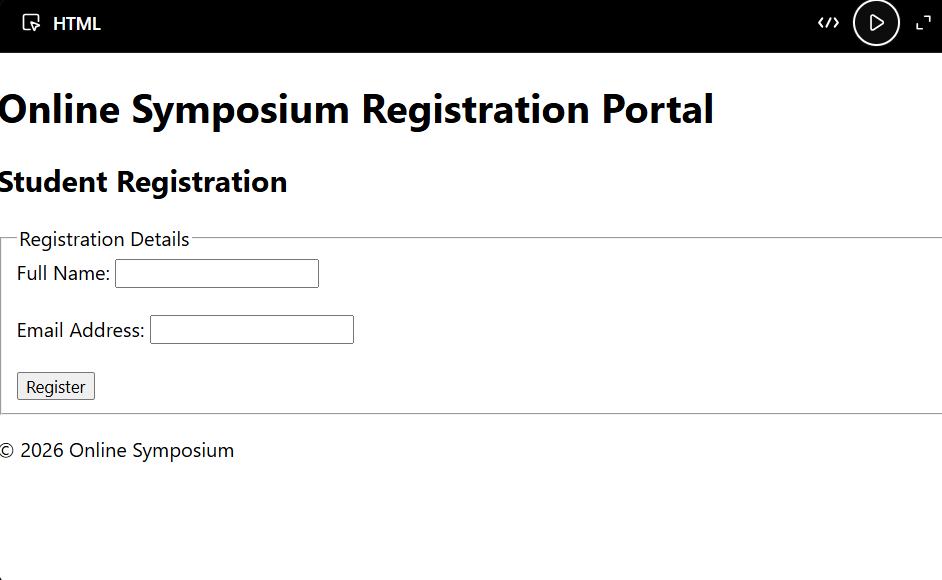 HTML
Online Symposium Registration Portal
Student Registration
Registration Details
Full Name:
Email Address:
Register
© 2026 Online Symposium